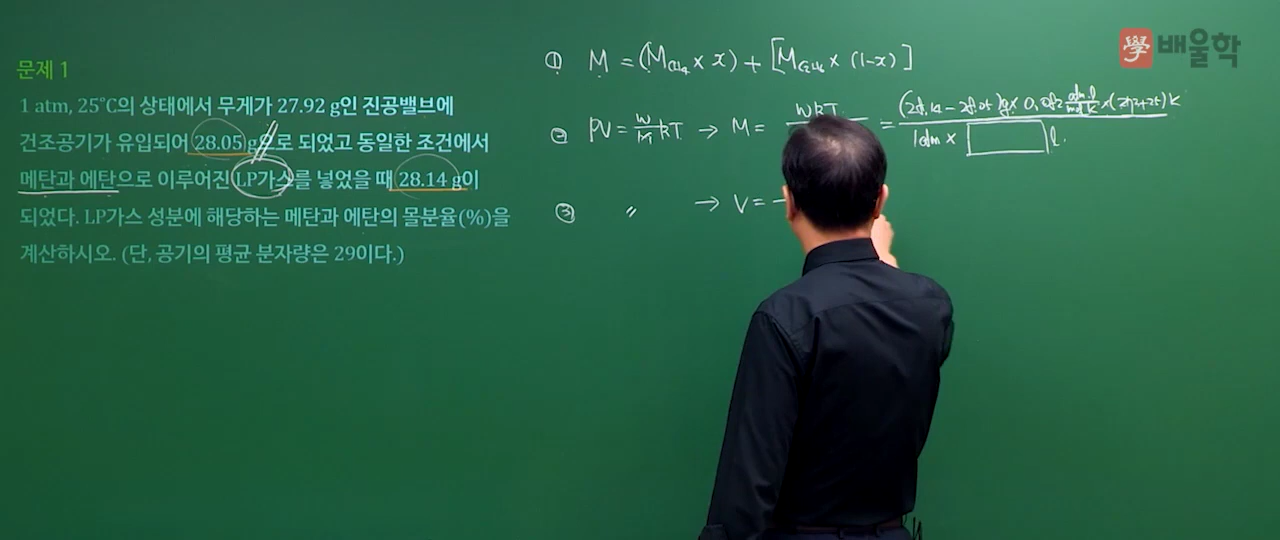 學 배울학
문제 1
1 atm, 25℃의 상태에서 무게가 27.92 g인 진공밸브에
건조공기가 유입되어 28.05 g으로 되었고 동일한 조건에서
메탄과 에탄으로 이루어진 LP가스를 넣었을 때 28.14 g이
되었다. LP가스 성분에 해당하는 메탄과 에탄의 몰분율(%)을
계산하시오. (단, 공기의 평균 분자량은 29이다.)
① M = (M_CH₄ × x) + [M_C₂H₆ × (1-x)]
② PV = W/M RT → M = WRT = (28.14 - 28.05)g × 0.082 atm·l/mol·K × (273+25)K / 1atm × l.
③ 〃 → V =